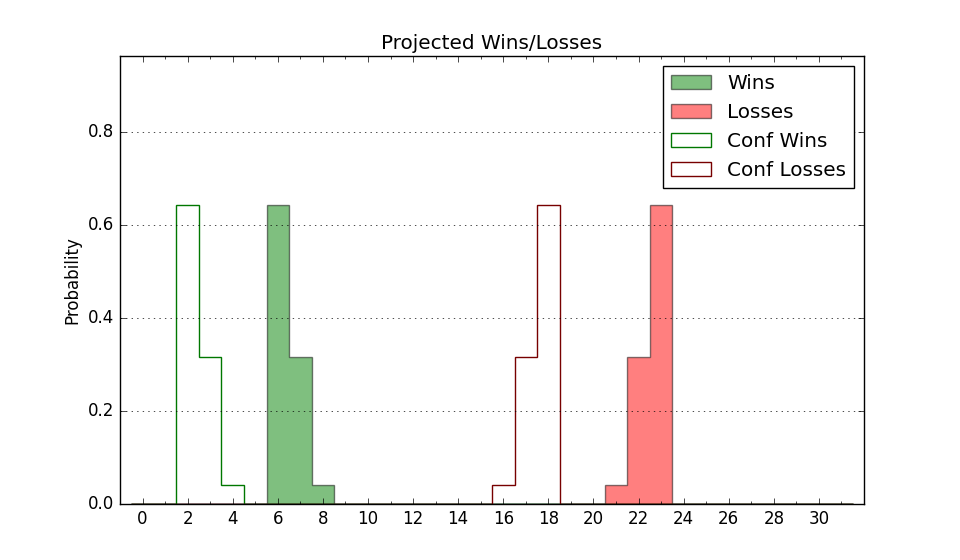 Projected Wins/Losses
Wins
Losses
Conf Wins
Conf Losses
Probability
0.8
0.6
0.4
0.2
0.0
0 2 4 6 8 10 12 14 16 18 20 22 24 26 28 30